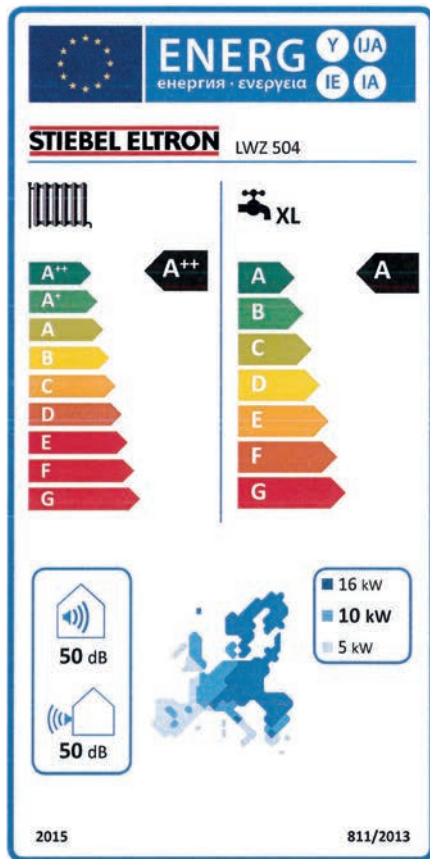 ENERG Y IJA
енергия · ενεργεια IE IA
STIEBEL ELTRON LWZ 504
XL
A++ A++ A A
A+ B
A C
B D
C E
D F
E G
F
G
50 dB
50 dB
16 kW
10 kW
5 kW
2015 811/2013